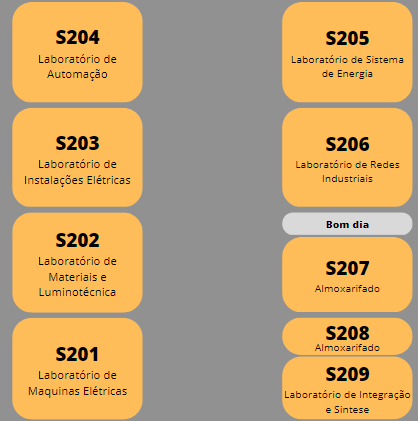 S204
Laboratório de
Automação
S203
Laboratório de
Instalações Elétricas
S202
Laboratório de
Materiais e
Luminotécnica
S201
Laboratório de
Maquinas Elétricas
S205
Laboratório de Sistema
de Energia
S206
Laboratório de Redes
Industriais
Bom dia
S207
Almoxarifado
S208
Almoxarifado
S209
Laboratório de Integração
e Sintese